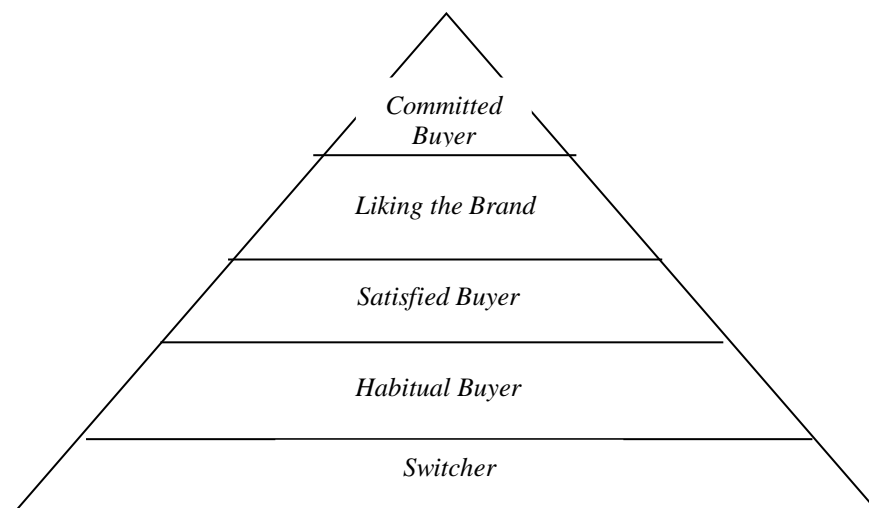 Committed
Buyer
Liking the Brand
Satisfied Buyer
Habitual Buyer
Switcher